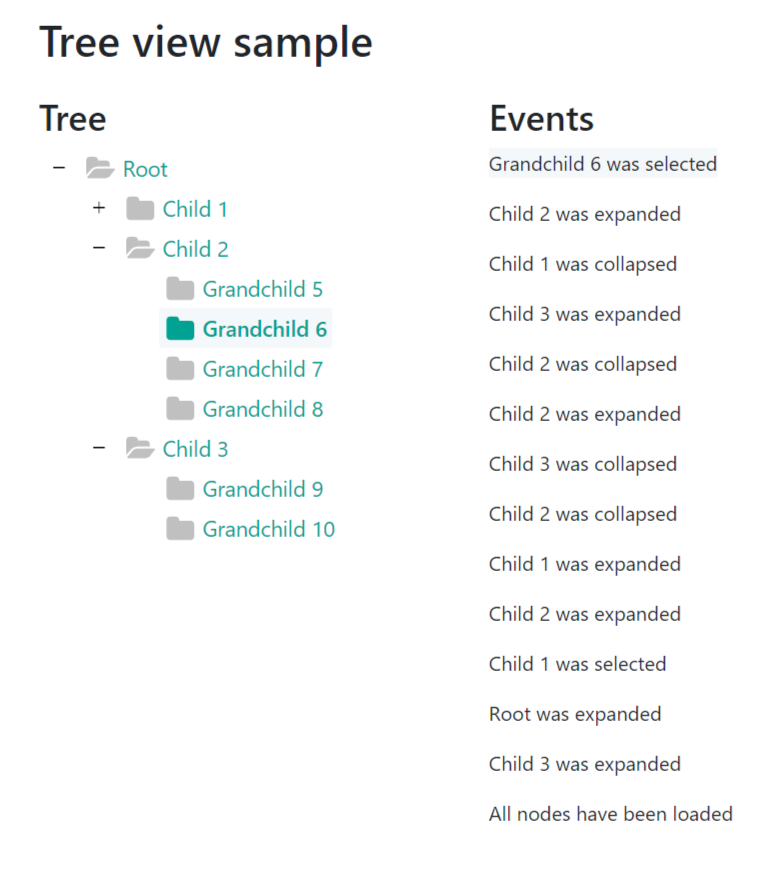 Tree view sample
Tree
− Root
+ Child 1
− Child 2
Grandchild 5
Grandchild 6
Grandchild 7
Grandchild 8
− Child 3
Grandchild 9
Grandchild 10
Events
Grandchild 6 was selected
Child 2 was expanded
Child 1 was collapsed
Child 3 was expanded
Child 2 was collapsed
Child 2 was expanded
Child 3 was collapsed
Child 2 was collapsed
Child 1 was expanded
Child 2 was expanded
Child 1 was selected
Root was expanded
Child 3 was expanded
All nodes have been loaded